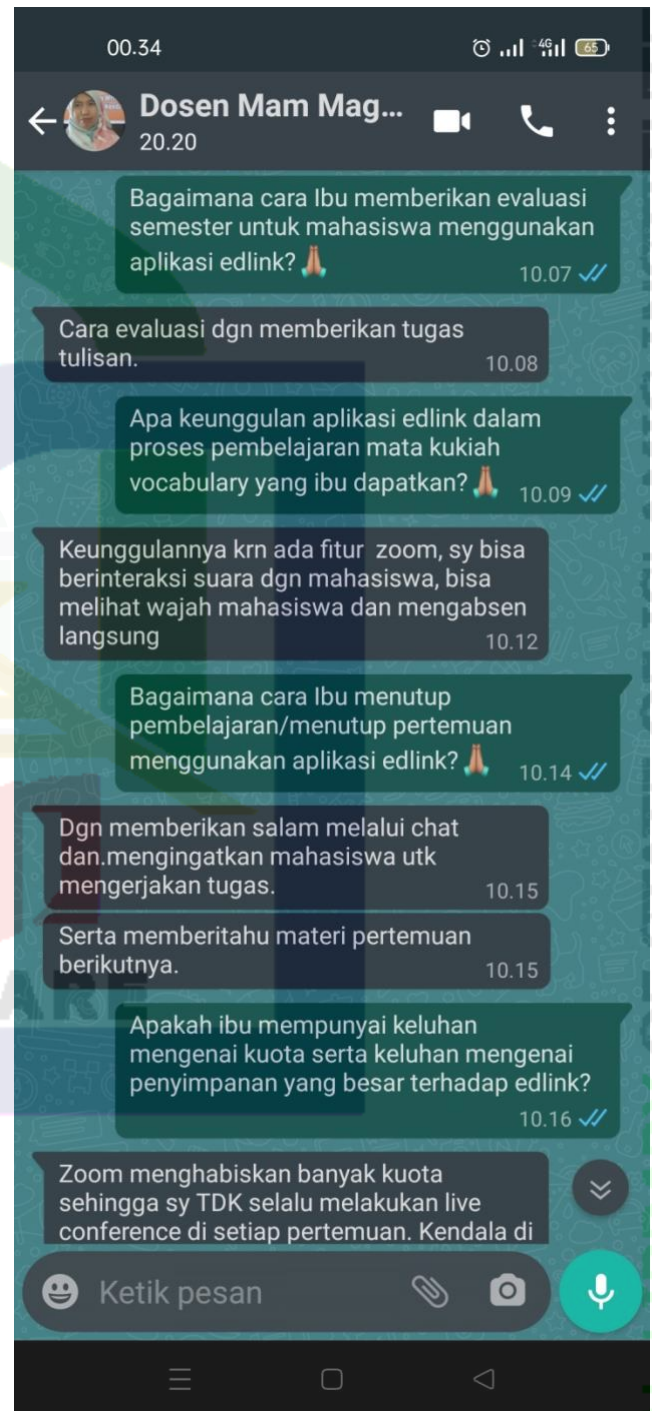 00.34
4G
65
Dosen Mam Mag...
20.20
Bagaimana cara Ibu memberikan evaluasi
semester untuk mahasiswa menggunakan
aplikasi edlink?🙏
10.07
Cara evaluasi dgn memberikan tugas
tulisan.
10.08
Apa keunggulan aplikasi edlink dalam
proses pembelajaran mata kukiah
vocabulary yang ibu dapatkan?🙏
10.09
Keunggulannya krn ada fitur zoom, sy bisa
berinteraksi suara dgn mahasiswa, bisa
melihat wajah mahasiswa dan mengabsen
langsung
10.12
Bagaimana cara Ibu menutup
pembelajaran/menutup pertemuan
menggunakan aplikasi edlink?🙏
10.14
Dgn memberikan salam melalui chat
dan.mengingatkan mahasiswa utk
mengerjakan tugas.
10.15
Serta memberitahu materi pertemuan
berikutnya.
10.15
Apakah ibu mempunyai keluhan
mengenai kuota serta keluhan mengenai
penyimpanan yang besar terhadap edlink?
10.16
Zoom menghabiskan banyak kuota
sehingga sy TDK selalu melakukan live
conference di setiap pertemuan. Kendala di
Ketik pesan